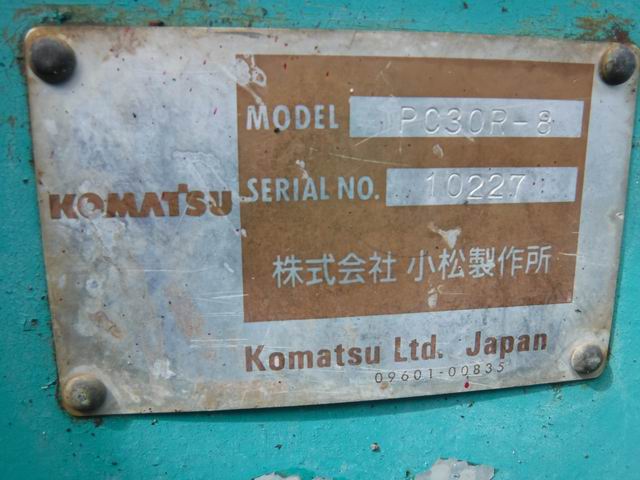 MODEL PC30R-8
KOMATSU
SERIAL NO. 10227
株式会社 小松製作所
Komatsu Ltd. Japan
09601-00835